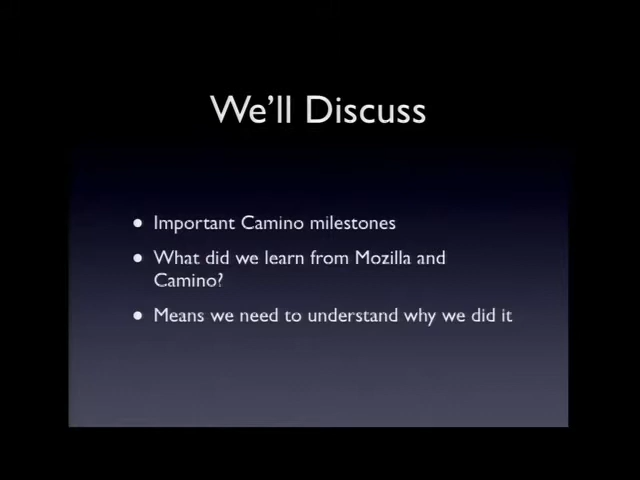 We'll Discuss
• Important Camino milestones
• What did we learn from Mozilla and
Camino?
• Means we need to understand why we did it